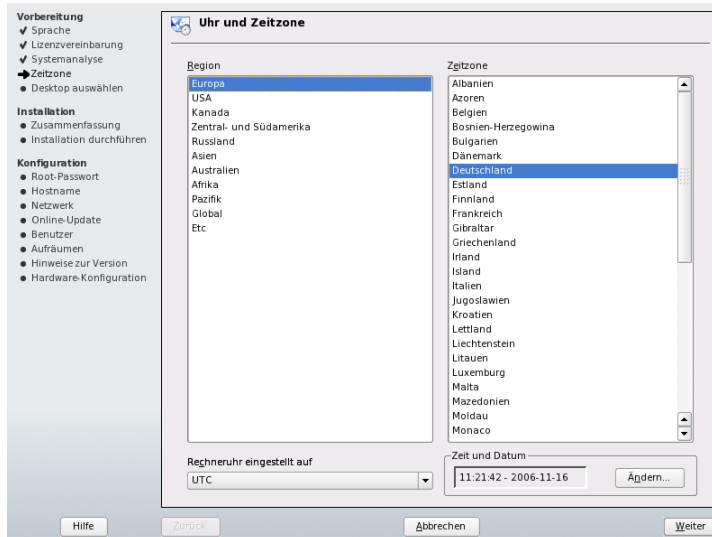 Vorbereitung
Sprache
Lizenzvereinbarung
Systemanalyse
Zeitzone
Desktop auswählen
Installation
Zusammenfassung
Installation durchführen
Konfiguration
Root-Passwort
Hostname
Netzwerk
Online-Update
Benutzer
Aufräumen
Hinweise zur Version
Hardware-Konfiguration
Uhr und Zeitzone
Region
Europa
USA
Kanada
Zentral- und Südamerika
Russland
Asien
Australien
Afrika
Pazifik
Global
Etc
Zeitzone
Albanien
Azoren
Belgien
Bosnien-Herzegowina
Bulgarien
Dänemark
Deutschland
Estland
Finnland
Frankreich
Gibraltar
Griechenland
Irland
Island
Italien
Jugoslawien
Kroatien
Lettland
Liechtenstein
Litauen
Luxemburg
Malta
Mazedonien
Moldau
Monaco
Rechneruhr eingestellt auf
UTC
Zeit und Datum
11:21:42 - 2006-11-16
Ändern...
Hilfe
Zurück
Abbrechen
Weiter